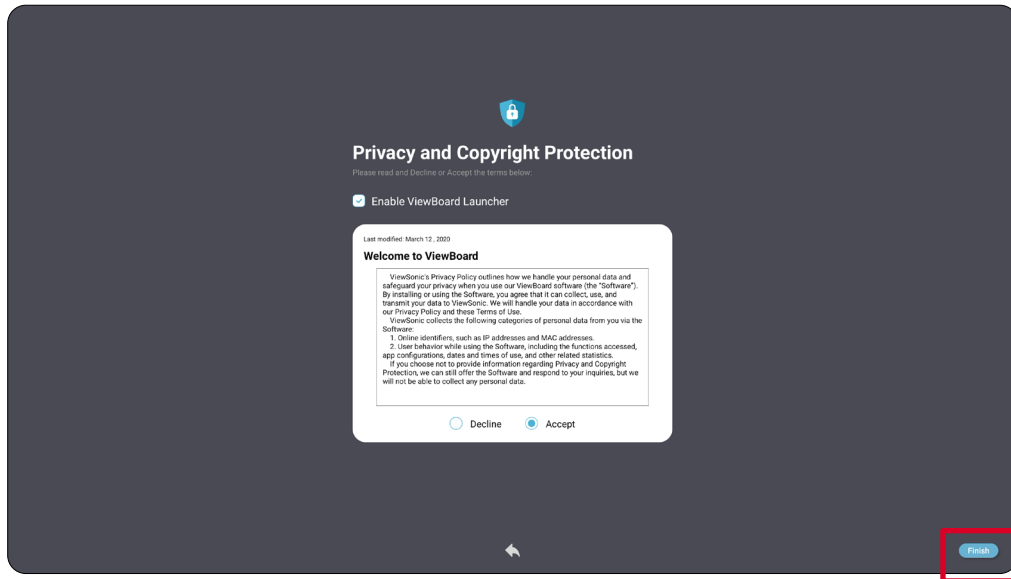 Privacy and Copyright Protection
Please read and Decline or Accept the terms below.
Enable ViewBoard Launcher
Last modified: March 12 , 2020
Welcome to ViewBoard
ViewSonic's Privacy Policy outlines how we handle your personal data and
safeguard your privacy when you use our ViewBoard software (the "Software").
By installing or using the Software, you agree that it can collect, use, and
transmit your data to ViewSonic. We will handle your data in accordance with
our Privacy Policy and these Terms of Use.
ViewSonic collects the following categories of personal data from you via the
Software:
1. Online identifiers, such as IP addresses and MAC addresses.
2. User behavior while using the Software, including the functions accessed,
app configurations, dates and times of use, and other related statistics.
If you choose not to provide information regarding Privacy and Copyright
Protection, we can still offer the Software and respond to your inquiries, but we
will not be able to collect any personal data.
Decline Accept
Finish